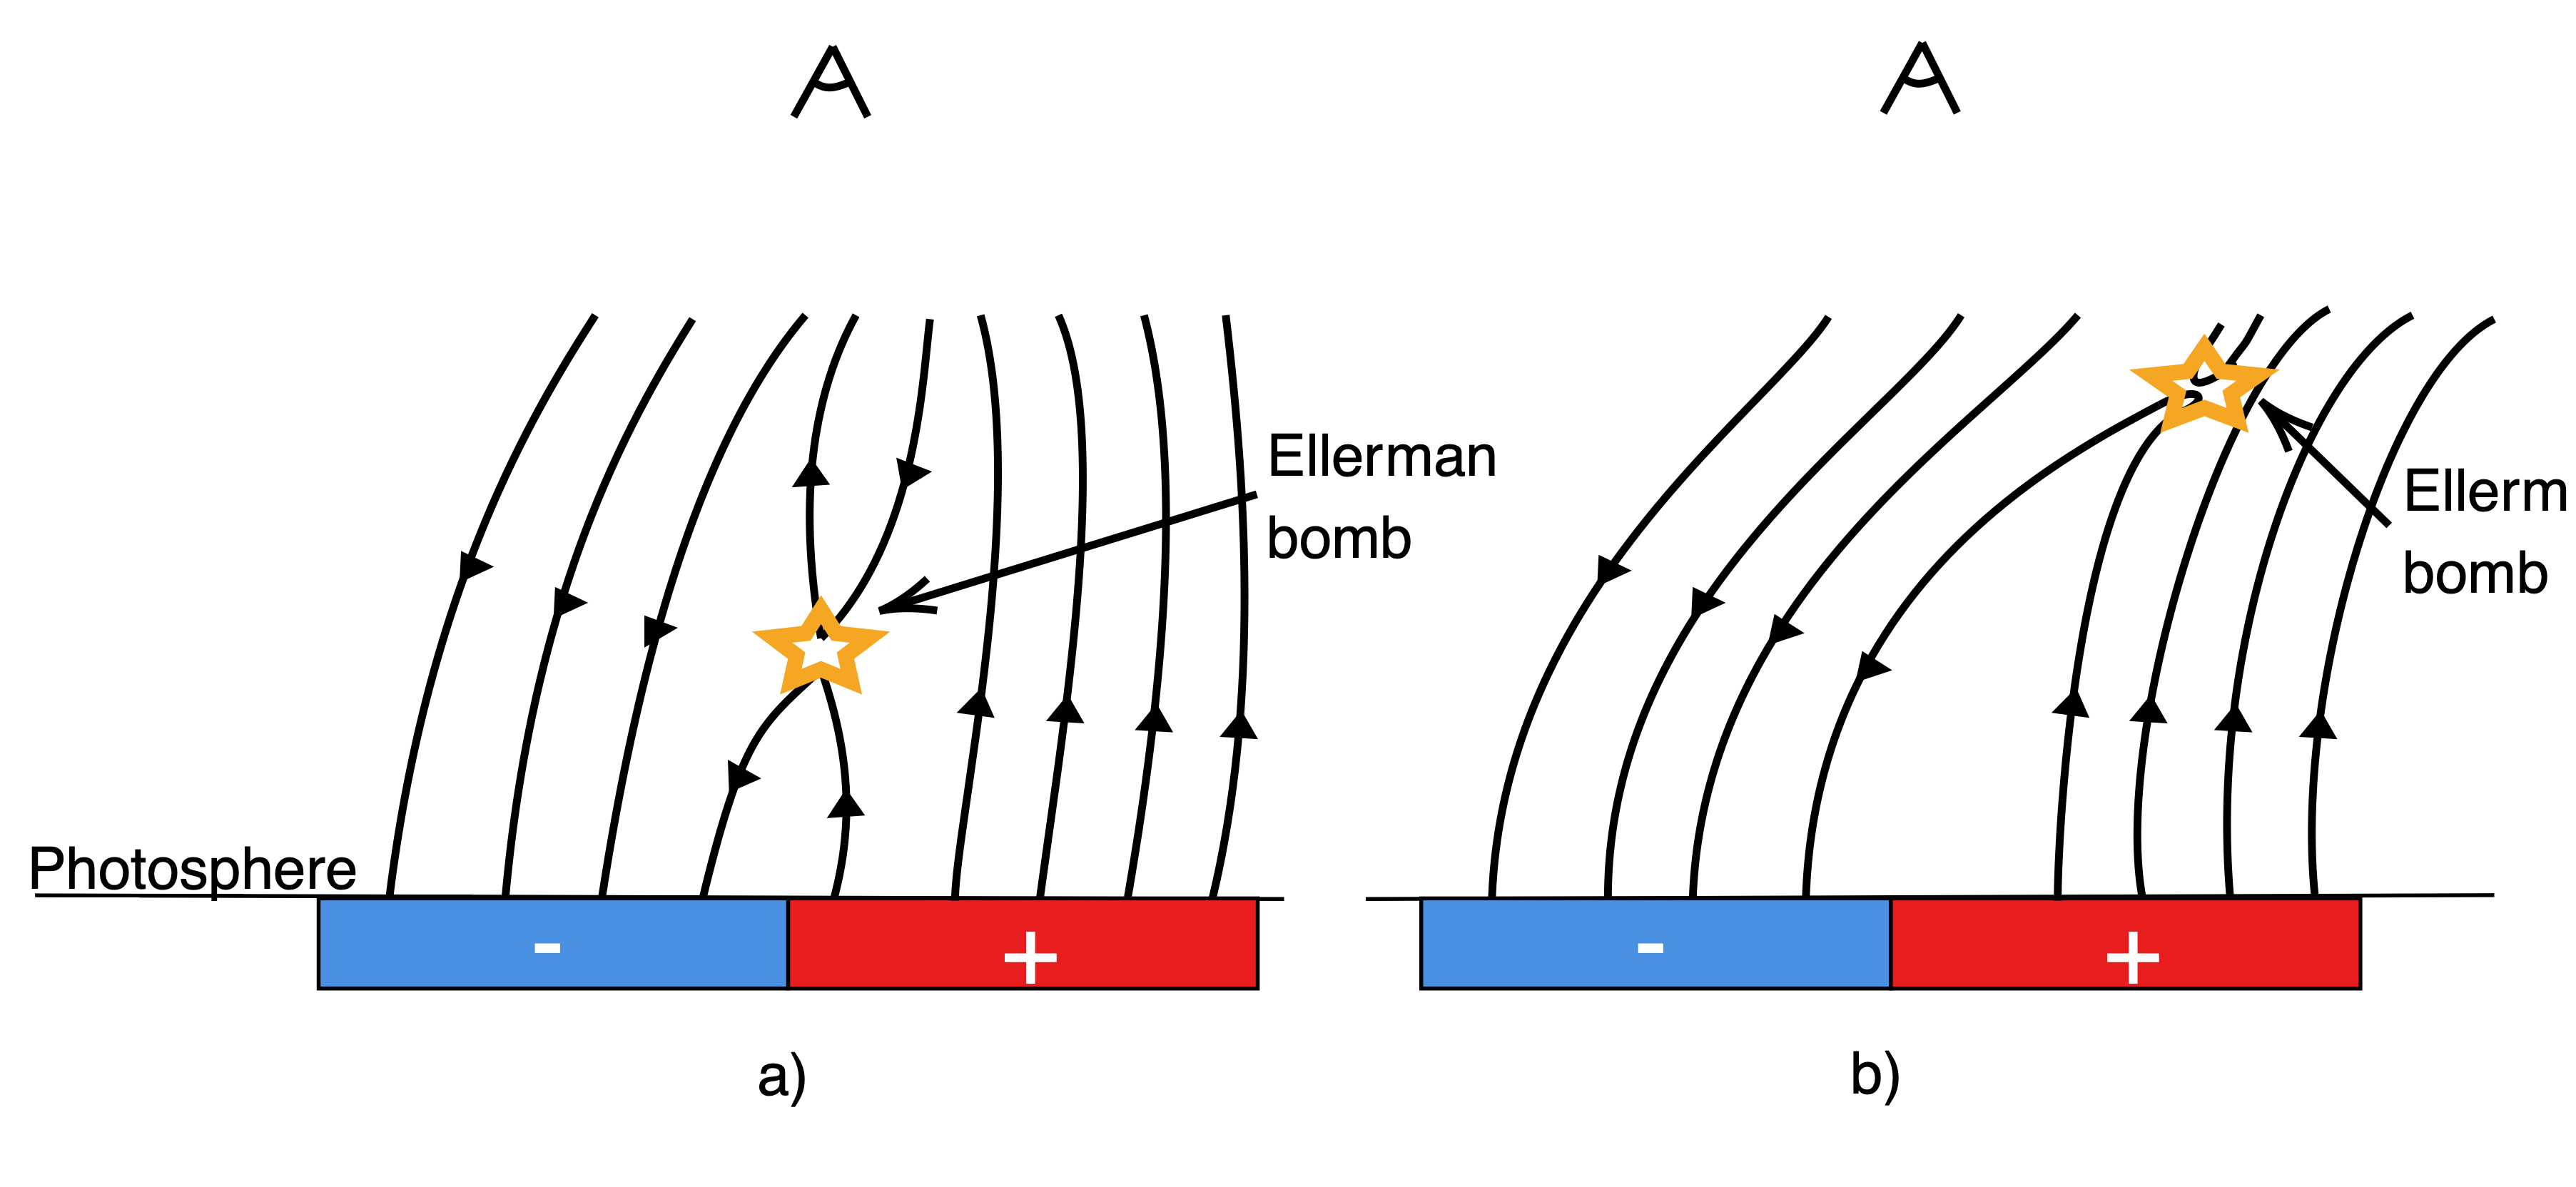 Ellerman
bomb
Ellerm
bomb
Photosphere
-
+
-
+
a)
b)